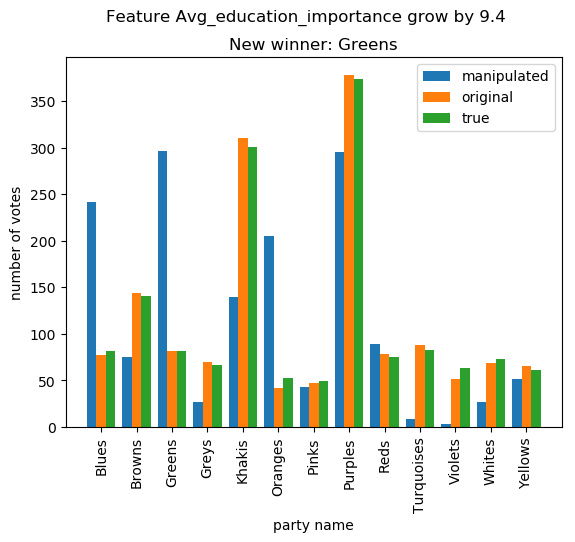 Feature Avg_education_importance grow by 9.4
New winner: Greens
manipulated
original
true
number of votes
350
300
250
200
150
100
50
0
Blues
Browns
Greens
Greys
Khakis
Oranges
Pinks
Purples
Reds
Turquoises
Violets
Whites
Yellows
party name